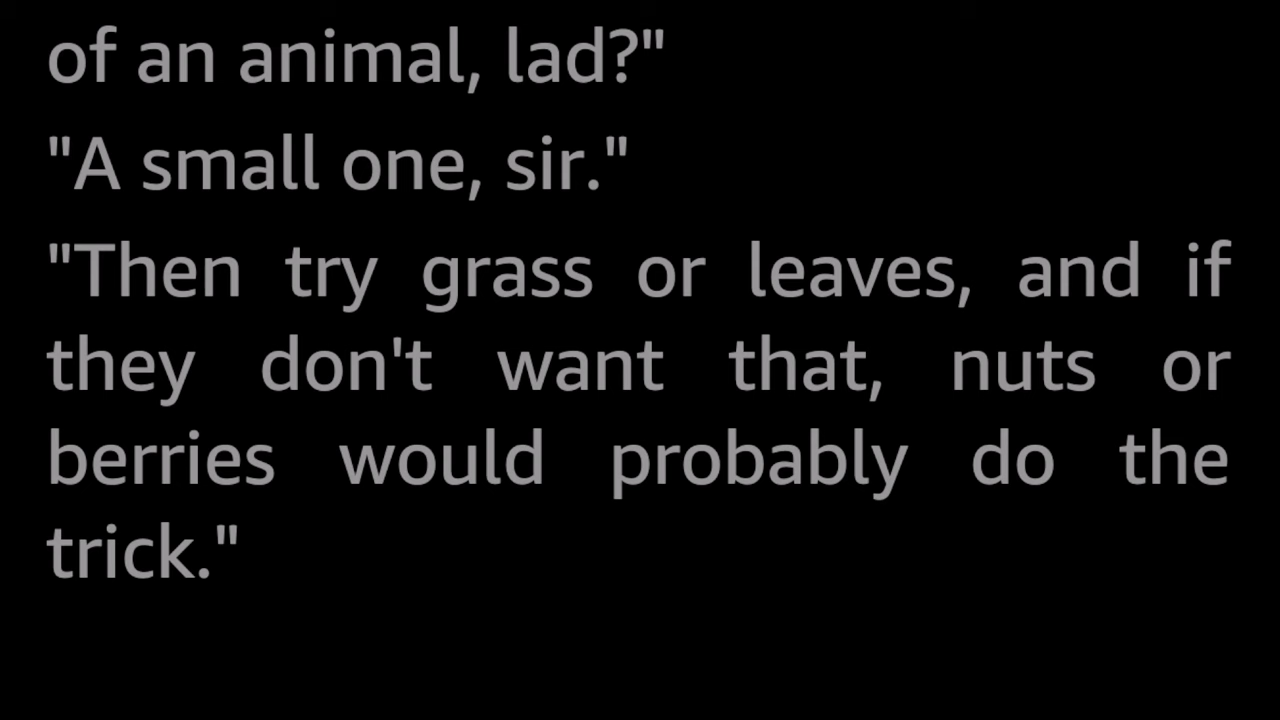 of an animal, lad?"
"A small one, sir."
"Then try grass or leaves, and if
they don't want that, nuts or
berries would probably do the
trick."